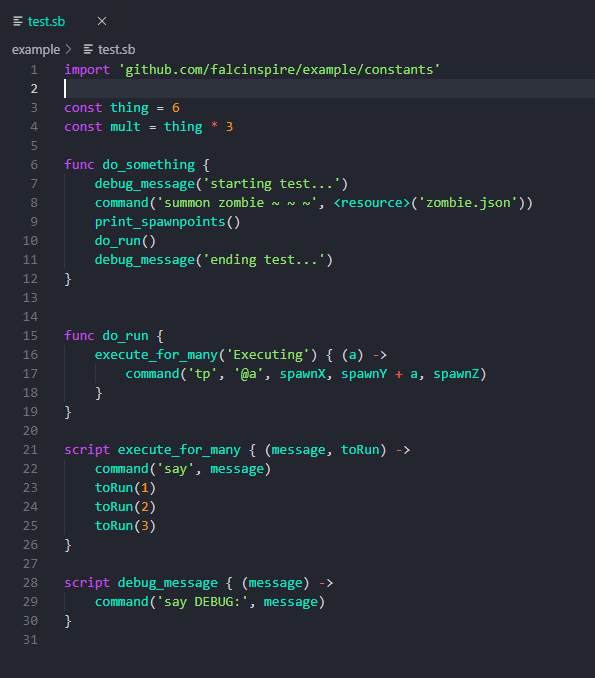 test.sb ×
example > test.sb
1 import 'github.com/falcinspire/example/constants'
2
3 const thing = 6
4 const mult = thing * 3
5
6 func do_something {
7     debug_message('starting test...')
8     command('summon zombie ~ ~ ~', <resource>('zombie.json'))
9     print_spawnpoints()
10     do_run()
11     debug_message('ending test...')
12 }
13
14
15 func do_run {
16     execute_for_many('Executing') { (a) ->
17         command('tp', '@a', spawnX, spawnY + a, spawnZ)
18     }
19 }
20
21 script execute_for_many { (message, toRun) ->
22     command('say', message)
23     toRun(1)
24     toRun(2)
25     toRun(3)
26 }
27
28 script debug_message { (message) ->
29     command('say DEBUG:', message)
30 }
31